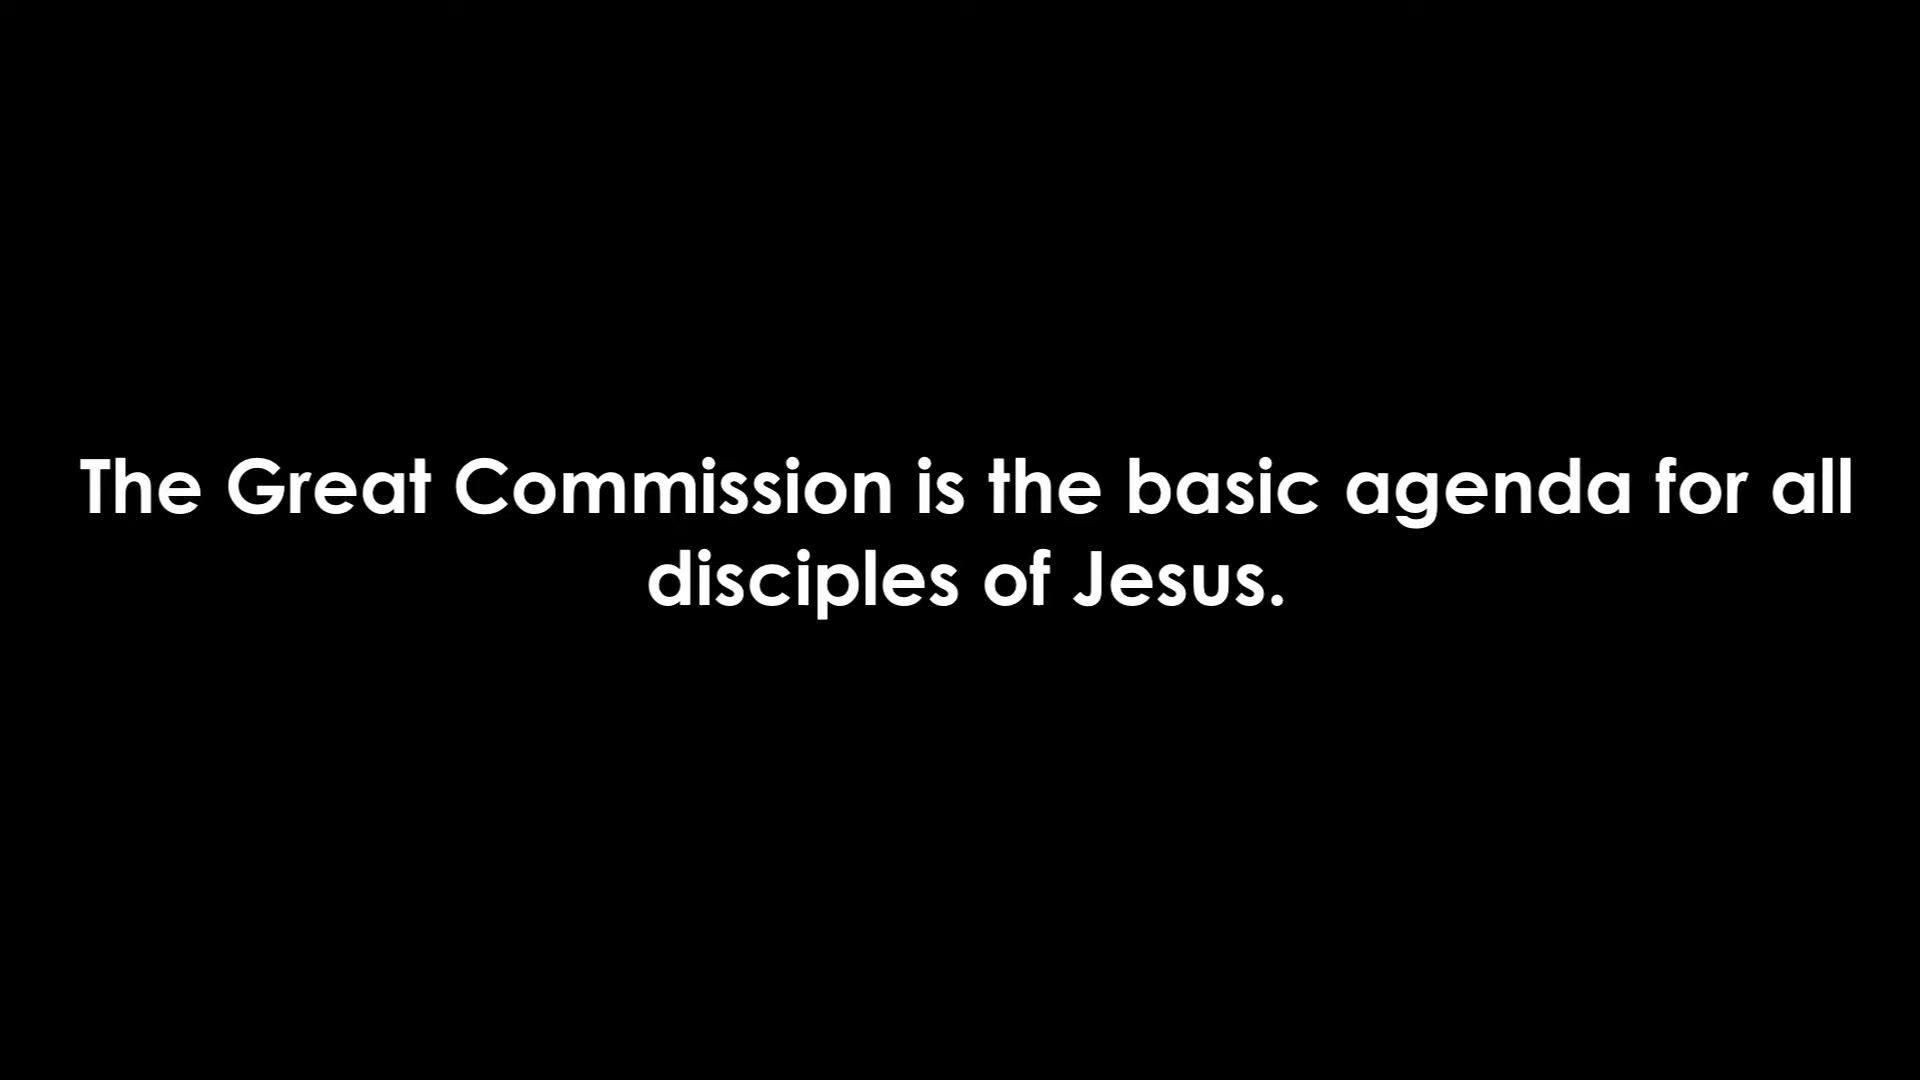 The Great Commission is the basic agenda for all
disciples of Jesus.